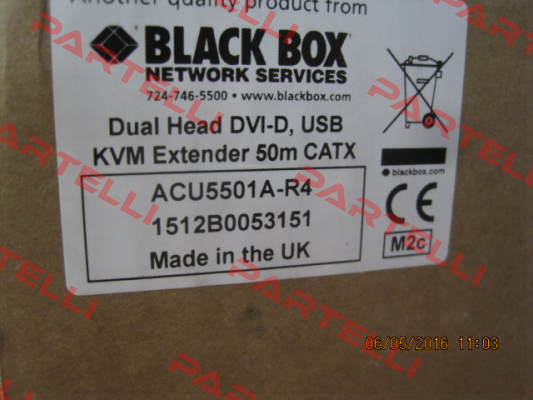 Another quality product from
BLACK BOX
NETWORK SERVICES
724-746-5500 • www.blackbox.com
Dual Head DVI-D, USB
KVM Extender 50m CATX
blackbox.com
ACU5501A-R4
1512B0053151
Made in the UK
CE
M2c
PARTELLI
PARTELLI
PARTELLI
PARTELLI
PARTELLI
06/05/2016 11:03